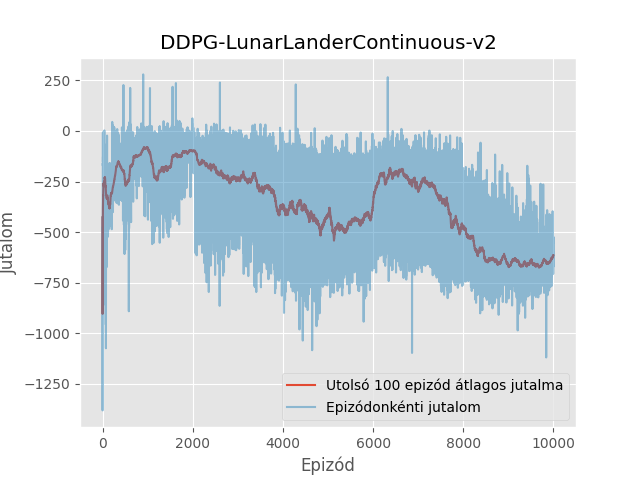 DDPG-LunarLanderContinuous-v2
250
0
−250
−500
−750
−1000
−1250
Jutalom
Utolsó 100 epizód átlagos jutalma
Epizódonkénti jutalom
0
2000
4000
6000
8000
10000
Epizód